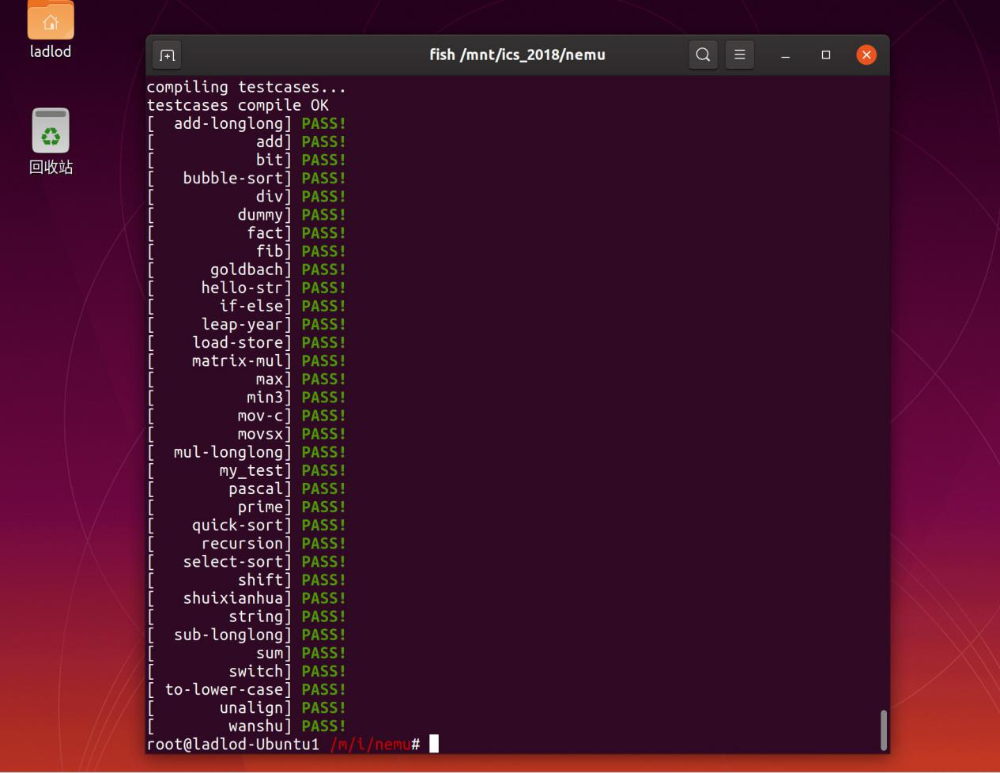 ladlod
回收站
fish /mnt/ics_2018/nemu
compiling testcases...
testcases compile OK
[  add-longlong] PASS!
[           add] PASS!
[           bit] PASS!
[   bubble-sort] PASS!
[           div] PASS!
[         dummy] PASS!
[          fact] PASS!
[           fib] PASS!
[      goldbach] PASS!
[     hello-str] PASS!
[       if-else] PASS!
[     leap-year] PASS!
[    load-store] PASS!
[    matrix-mul] PASS!
[           max] PASS!
[          min3] PASS!
[         mov-c] PASS!
[         movsx] PASS!
[  mul-longlong] PASS!
[       my_test] PASS!
[        pascal] PASS!
[         prime] PASS!
[    quick-sort] PASS!
[     recursion] PASS!
[   select-sort] PASS!
[         shift] PASS!
[   shuixianhua] PASS!
[        string] PASS!
[  sub-longlong] PASS!
[           sum] PASS!
[        switch] PASS!
[ to-lower-case] PASS!
[       unalign] PASS!
[        wanshu] PASS!
root@ladlod-Ubuntu1 /m/i/nemu#